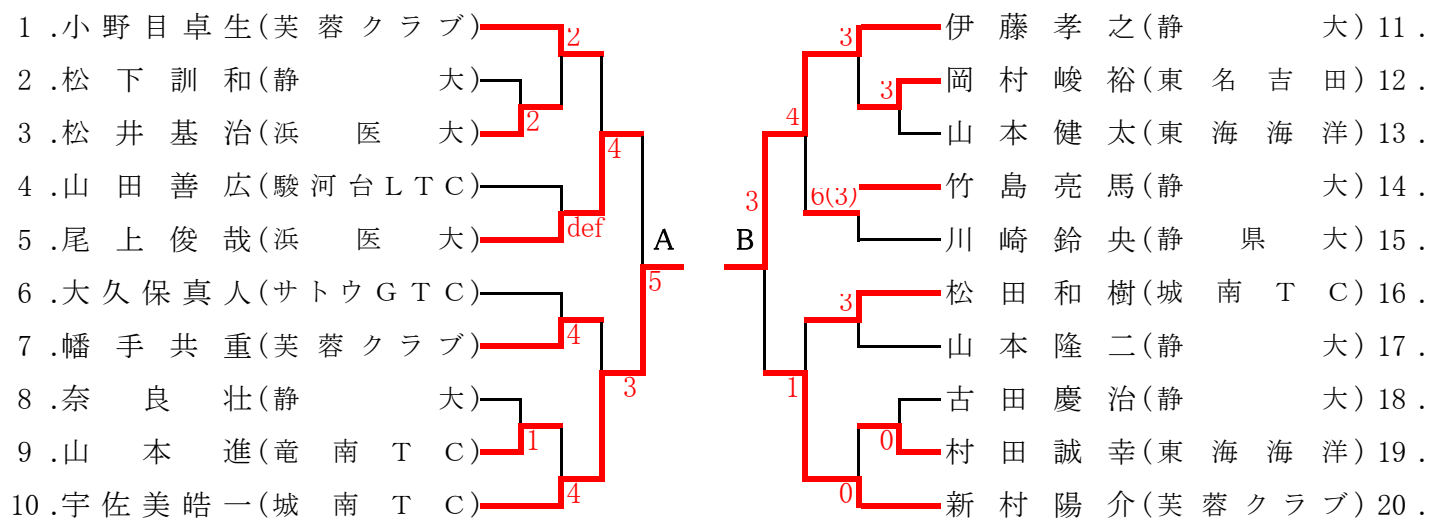 1 .小野目卓生(芙蓉クラブ)
2 .松下訓和(静大)
3 .松井基治(浜医大)
4 .山田善広(駿河台LTC)
5 .尾上俊哉(浜医大)
6 .大久保真人(サトウGTC)
7 .幡手共重(芙蓉クラブ)
8 .奈良壮(静大)
9 .山本進(竜南TC)
10 .宇佐美皓一(城南TC)
2
2
4
def
A
5
4
3
1
4
3
3
4
6(3)
3
B
3
1
0
0
伊藤孝之(静大) 11 .
岡村峻裕(東名吉田) 12 .
山本健太(東海海洋) 13 .
竹島亮馬(静大) 14 .
川崎鈴央(静県大) 15 .
松田和樹(城南TC) 16 .
山本隆二(静大) 17 .
古田慶治(静大) 18 .
村田誠幸(東海海洋) 19 .
新村陽介(芙蓉クラブ) 20 .